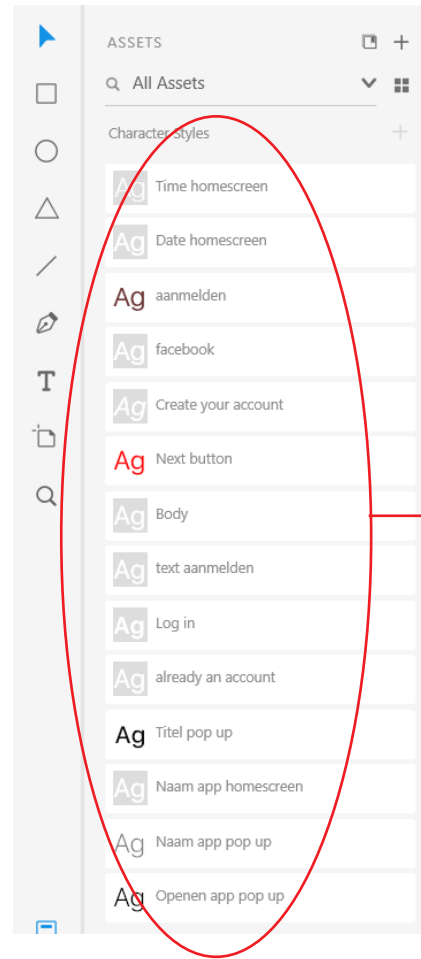 ASSETS
All Assets
Character Styles
Ag Time homescreen
Ag Date homescreen
Ag aanmelden
Ag facebook
Ag Create your account
Ag Next button
T
Ag Body
Ag text aanmelden
Ag Log in
Ag already an account
Ag Titel pop up
Ag Naam app homescreen
Ag Naam app pop up
Ag Openen app pop up